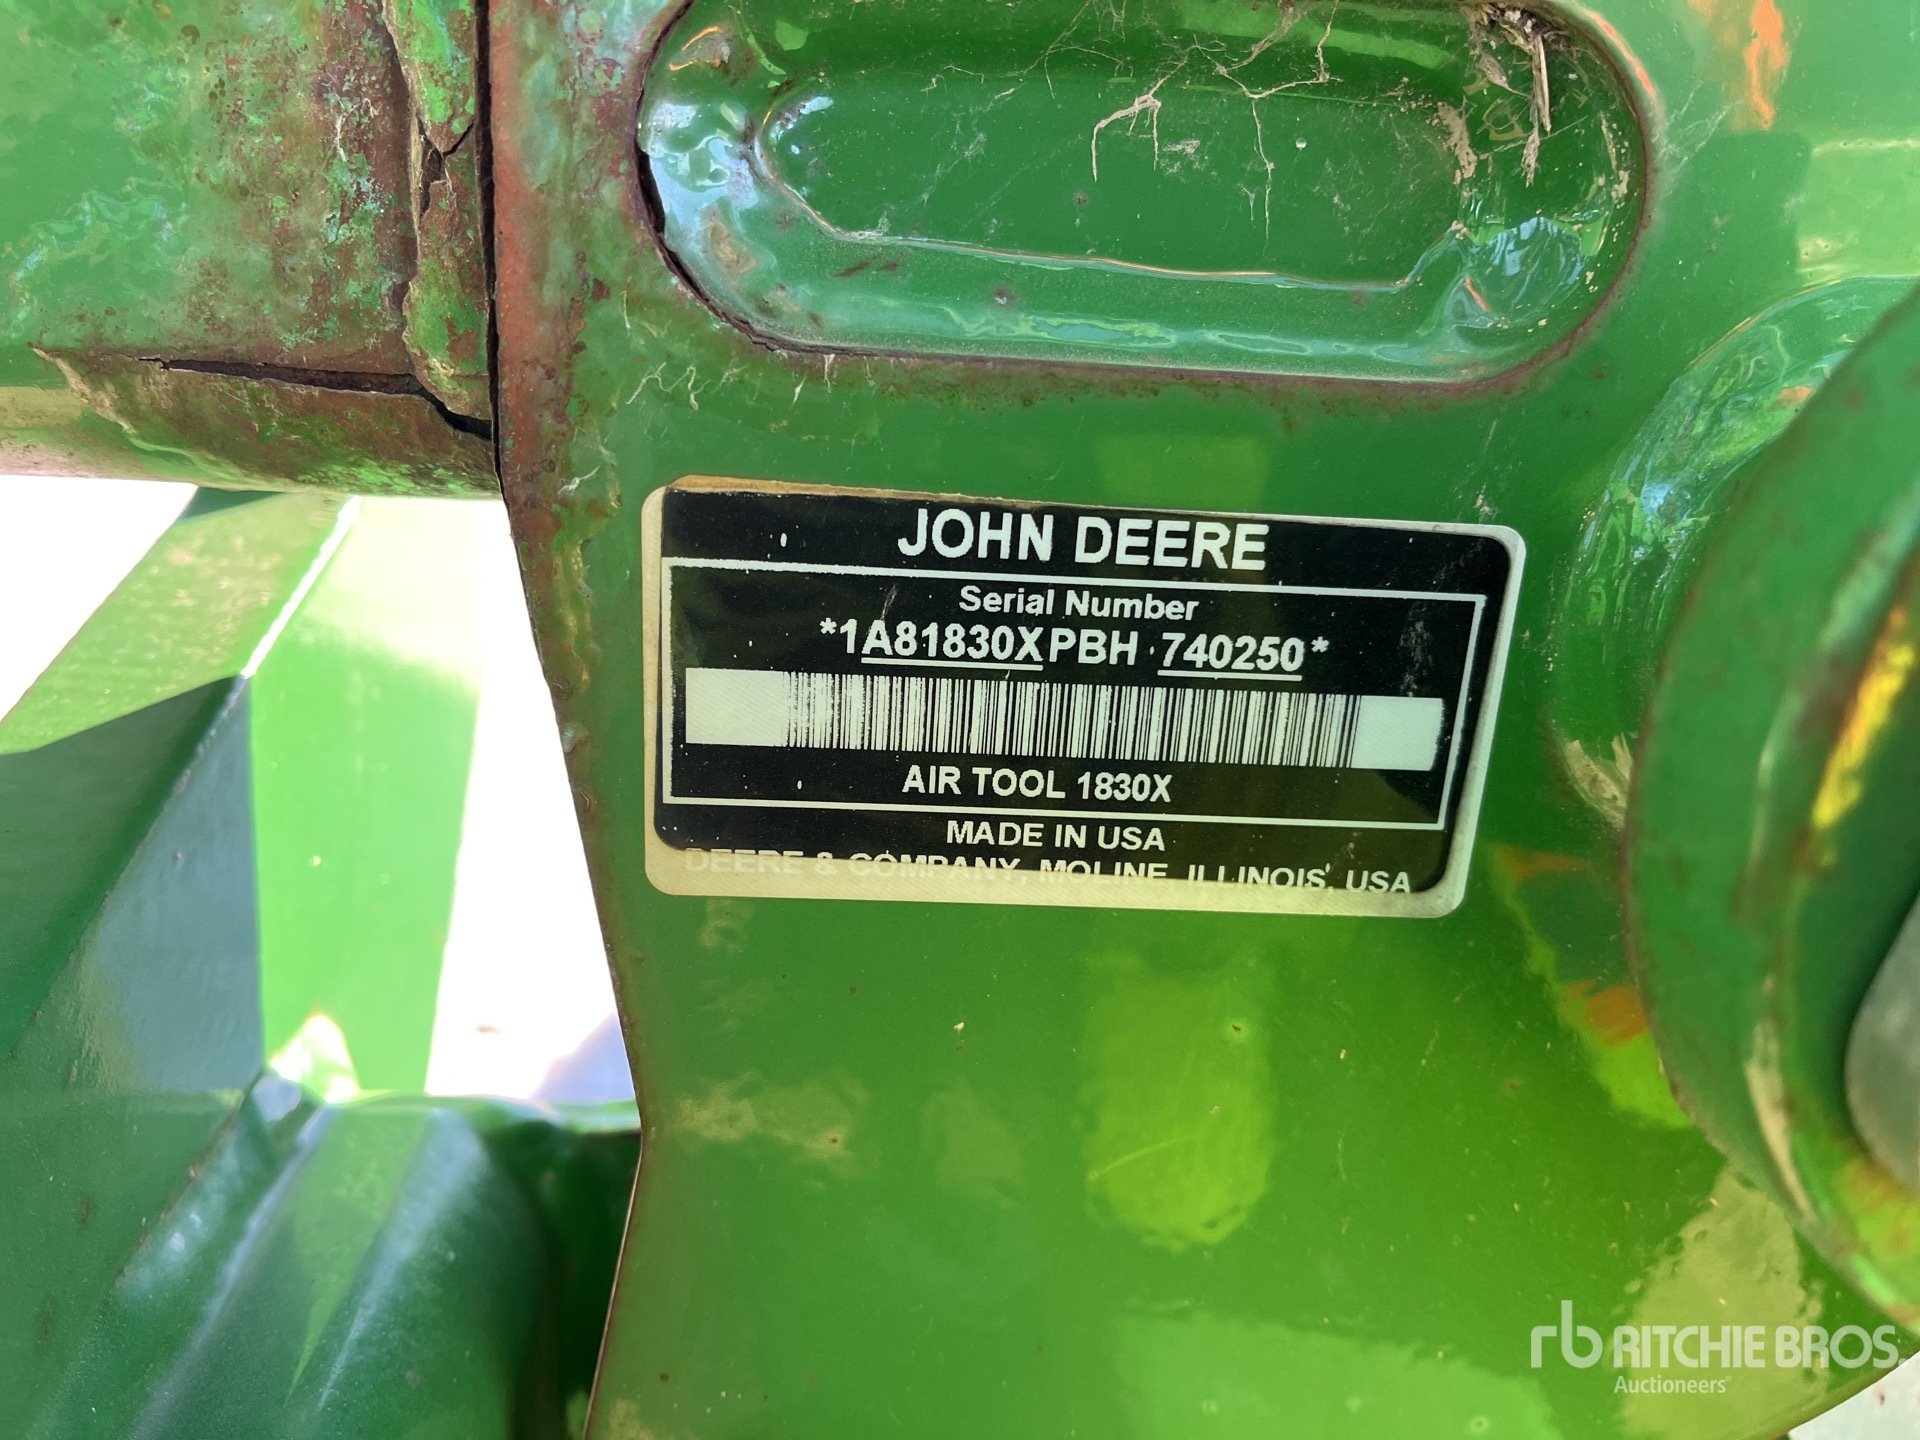 JOHN DEERE
Serial Number
*1A81830XPBH 740250*
AIR TOOL 1830X
MADE IN USA
DEERE & COMPANY, MOLINE, ILLINOIS, USA
rb RITCHIE BROS.
Auctioneers